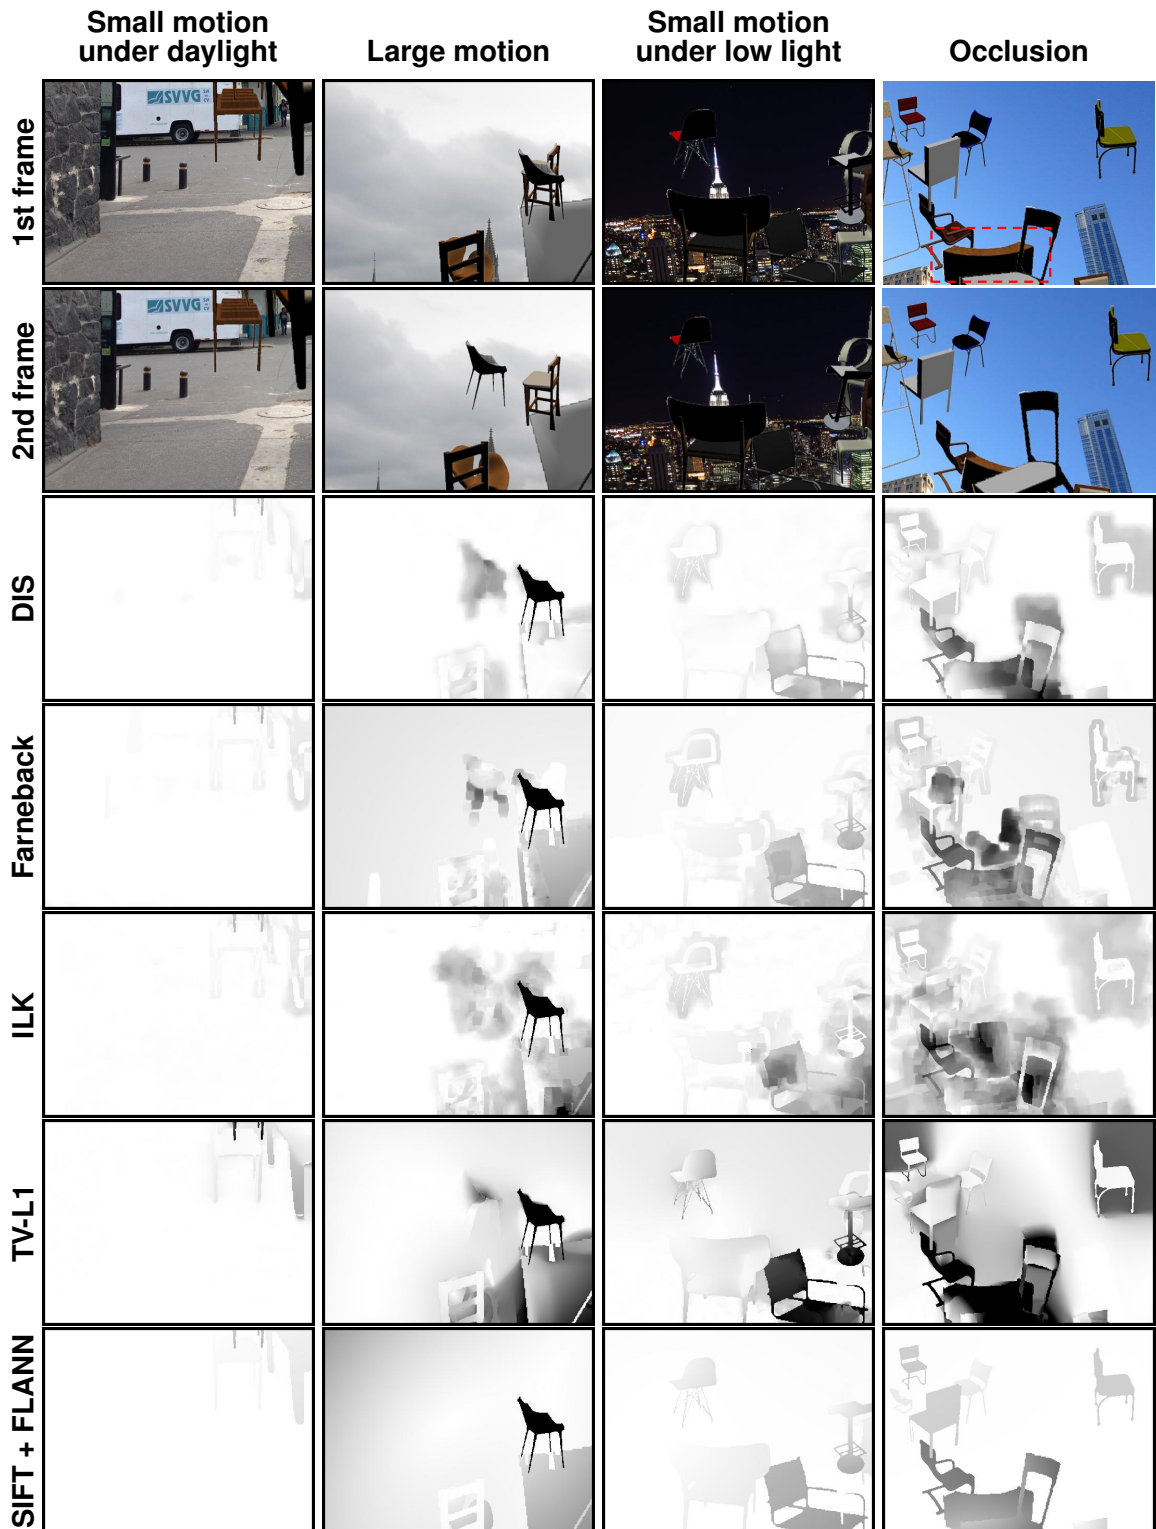 Small motion
under daylight
Large motion
Small motion
under low light
Occlusion
1st frame
SVVG
2nd frame
SVVG
DIS
Farneback
ILK
TV-L1
SIFT + FLANN